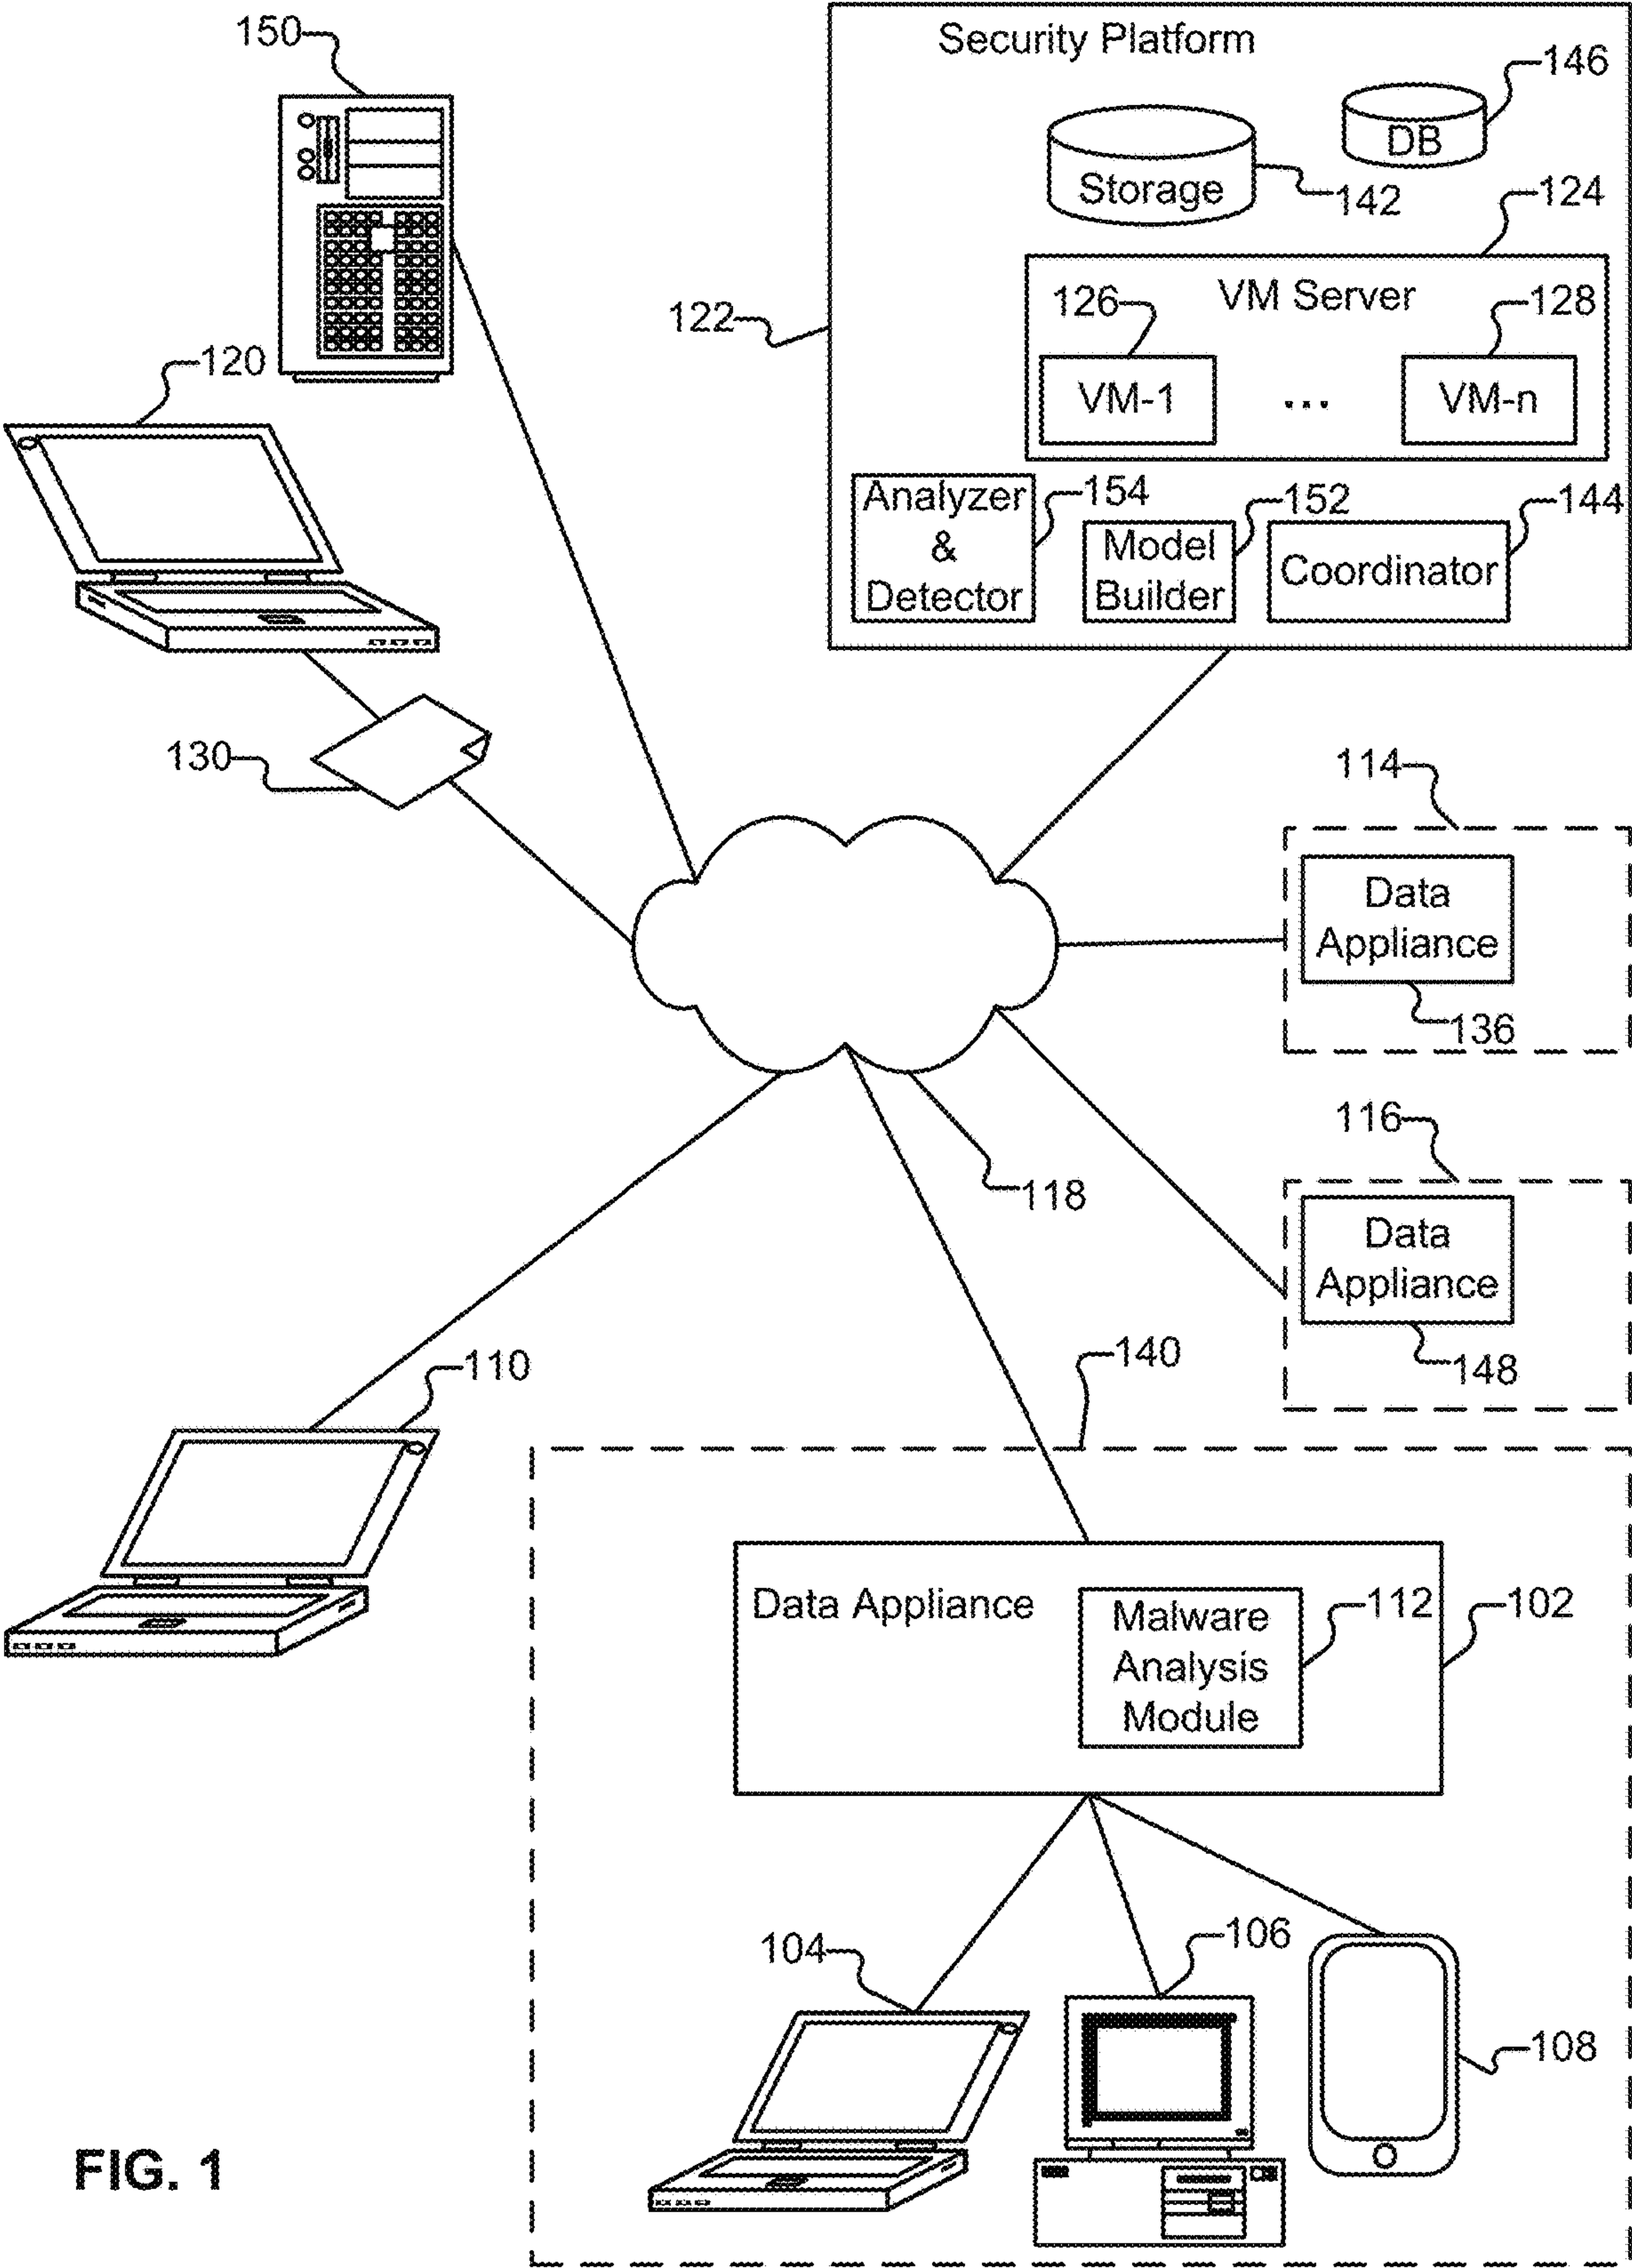 150
Security Platform
146
DB
Storage
142
124
VM Server
126
128
122
VM-1
...
VM-n
120
Analyzer
&
Detector
154
Model
Builder
152
Coordinator
144
130
114
Data
Appliance
136
116
Data
Appliance
148
118
110
140
Data Appliance
Malware
Analysis
Module
112
102
104
106
108
FIG. 1